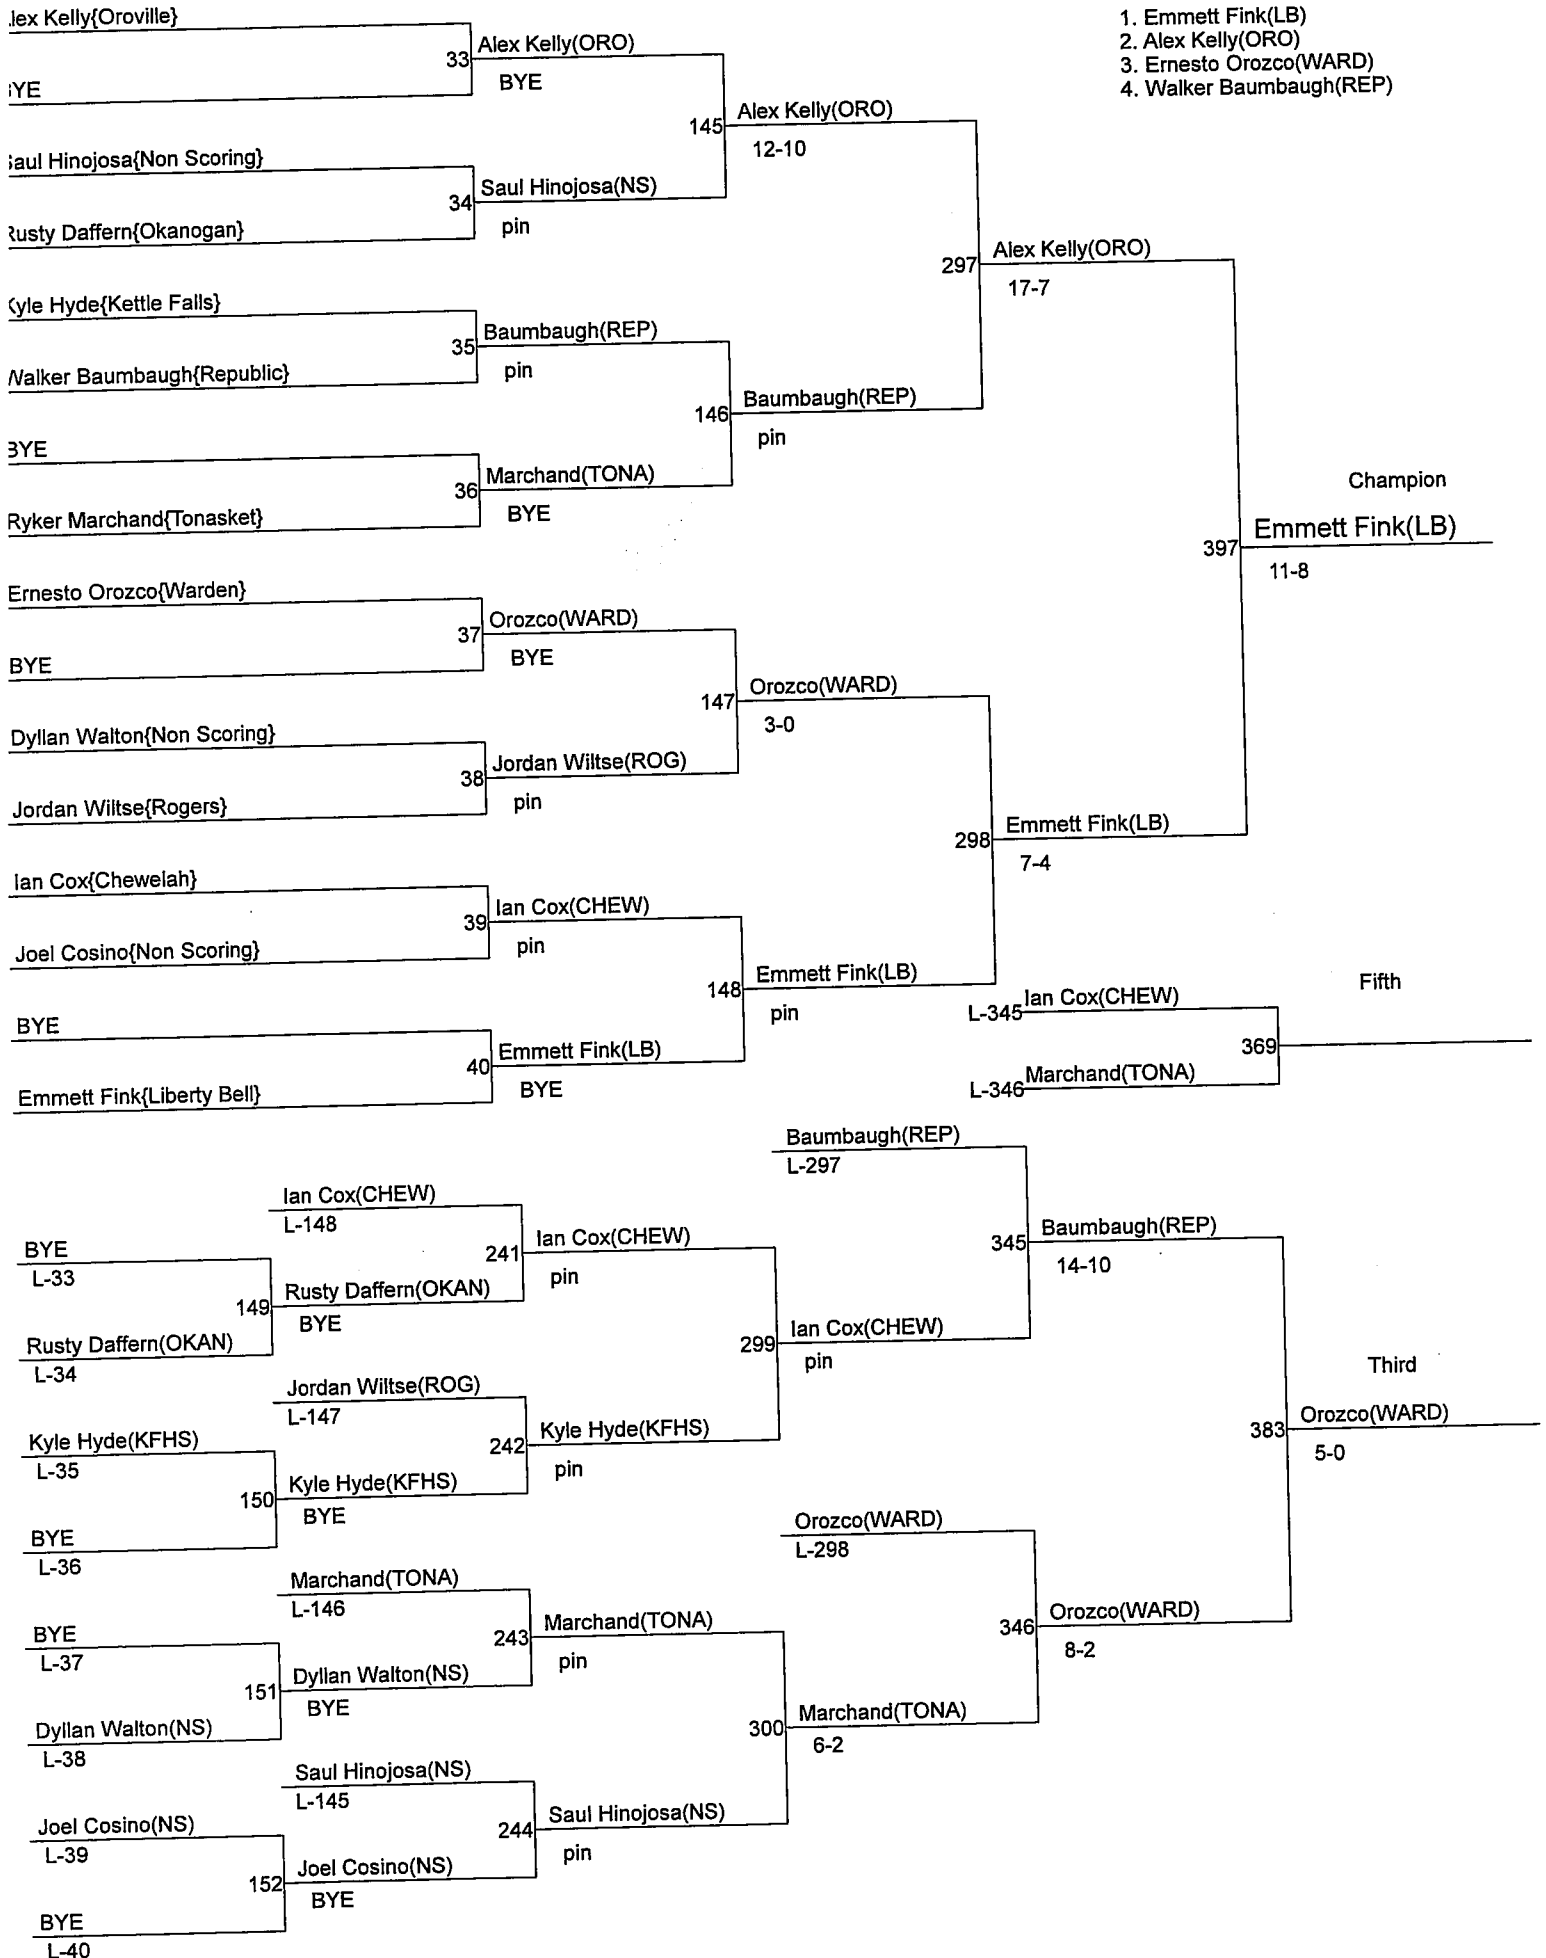 lex Kelly{Oroville}
33
Alex Kelly(ORO)
BYE
YE
145
Alex Kelly(ORO)
12-10
aul Hinojosa{Non Scoring}
34
Saul Hinojosa(NS)
pin
Rusty Daffern{Okanogan}
297
Alex Kelly(ORO)
17-7
Kyle Hyde{Kettle Falls}
35
Baumbaugh(REP)
pin
Walker Baumbaugh{Republic}
146
Baumbaugh(REP)
pin
BYE
36
Marchand(TONA)
BYE
Ryker Marchand{Tonasket}
1. Emmett Fink(LB)
2. Alex Kelly(ORO)
3. Ernesto Orozco(WARD)
4. Walker Baumbaugh(REP)
Champion
397
Emmett Fink(LB)
11-8
Ernesto Orozco{Warden}
37
Orozco(WARD)
BYE
BYE
147
Orozco(WARD)
3-0
Dyllan Walton{Non Scoring}
38
Jordan Wiltse(ROG)
pin
Jordan Wiltse{Rogers}
298
Emmett Fink(LB)
7-4
Ian Cox{Chewelah}
39
Ian Cox(CHEW)
pin
Joel Cosino{Non Scoring}
148
Emmett Fink(LB)
pin
BYE
40
Emmett Fink(LB)
BYE
Emmett Fink{Liberty Bell}
Fifth
L-345
Ian Cox(CHEW)
369
L-346
Marchand(TONA)
Baumbaugh(REP)
L-297
Ian Cox(CHEW)
L-148
241
Ian Cox(CHEW)
pin
345
Baumbaugh(REP)
14-10
BYE
L-33
149
Rusty Daffern(OKAN)
BYE
Rusty Daffern(OKAN)
L-34
299
Ian Cox(CHEW)
pin
Third
Jordan Wiltse(ROG)
L-147
242
Kyle Hyde(KFHS)
pin
383
Orozco(WARD)
5-0
Kyle Hyde(KFHS)
L-35
150
Kyle Hyde(KFHS)
BYE
BYE
L-36
Orozco(WARD)
L-298
Marchand(TONA)
L-146
243
Marchand(TONA)
pin
346
Orozco(WARD)
8-2
BYE
L-37
151
Dyllan Walton(NS)
BYE
Dyllan Walton(NS)
L-38
300
Marchand(TONA)
6-2
Saul Hinojosa(NS)
L-145
244
Saul Hinojosa(NS)
pin
Joel Cosino(NS)
L-39
152
Joel Cosino(NS)
BYE
BYE
L-40